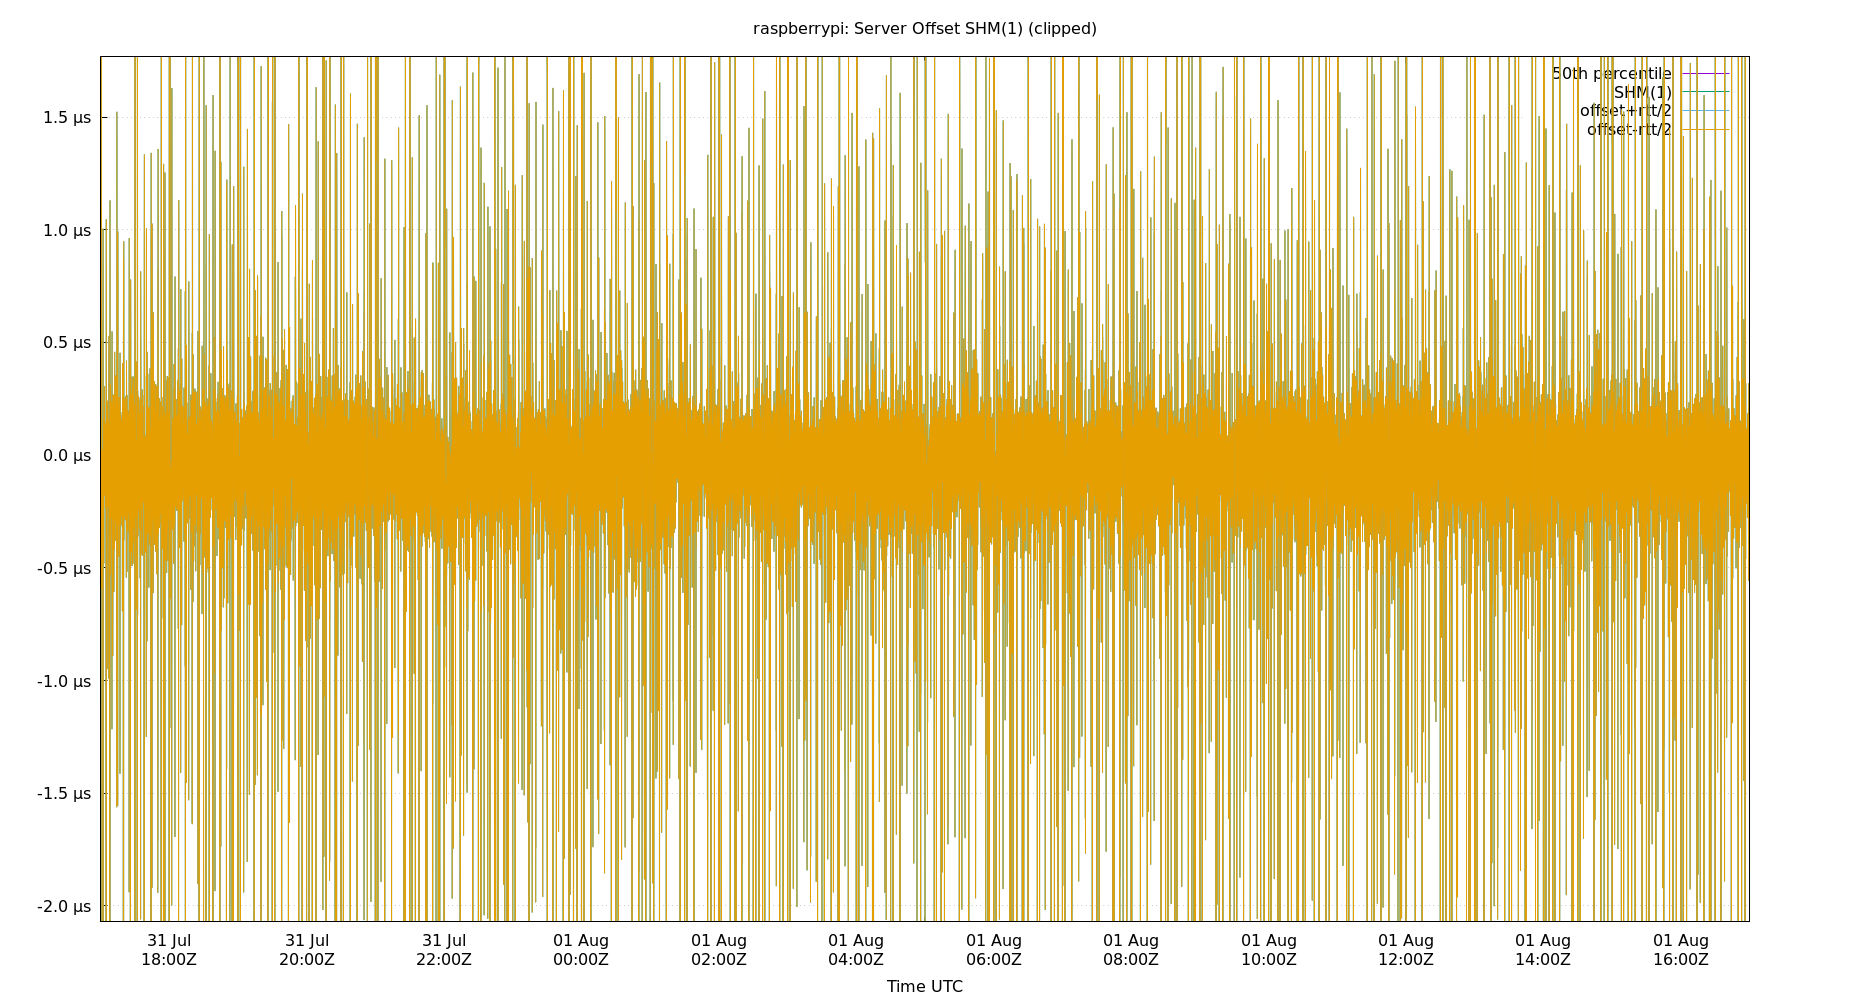 raspberrypi: Server Offset SHM(1) (clipped)
50th percentile
SHM(1)
offset+rtt/2
offset-rtt/2
1.5 µs
1.0 µs
0.5 µs
0.0 µs
-0.5 µs
-1.0 µs
-1.5 µs
-2.0 µs
31 Jul 31 Jul 31 Jul 01 Aug 01 Aug 01 Aug 01 Aug 01 Aug 01 Aug 01 Aug 01 Aug 01 Aug
18:00Z 20:00Z 22:00Z 00:00Z 02:00Z 04:00Z 06:00Z 08:00Z 10:00Z 12:00Z 14:00Z 16:00Z
Time UTC